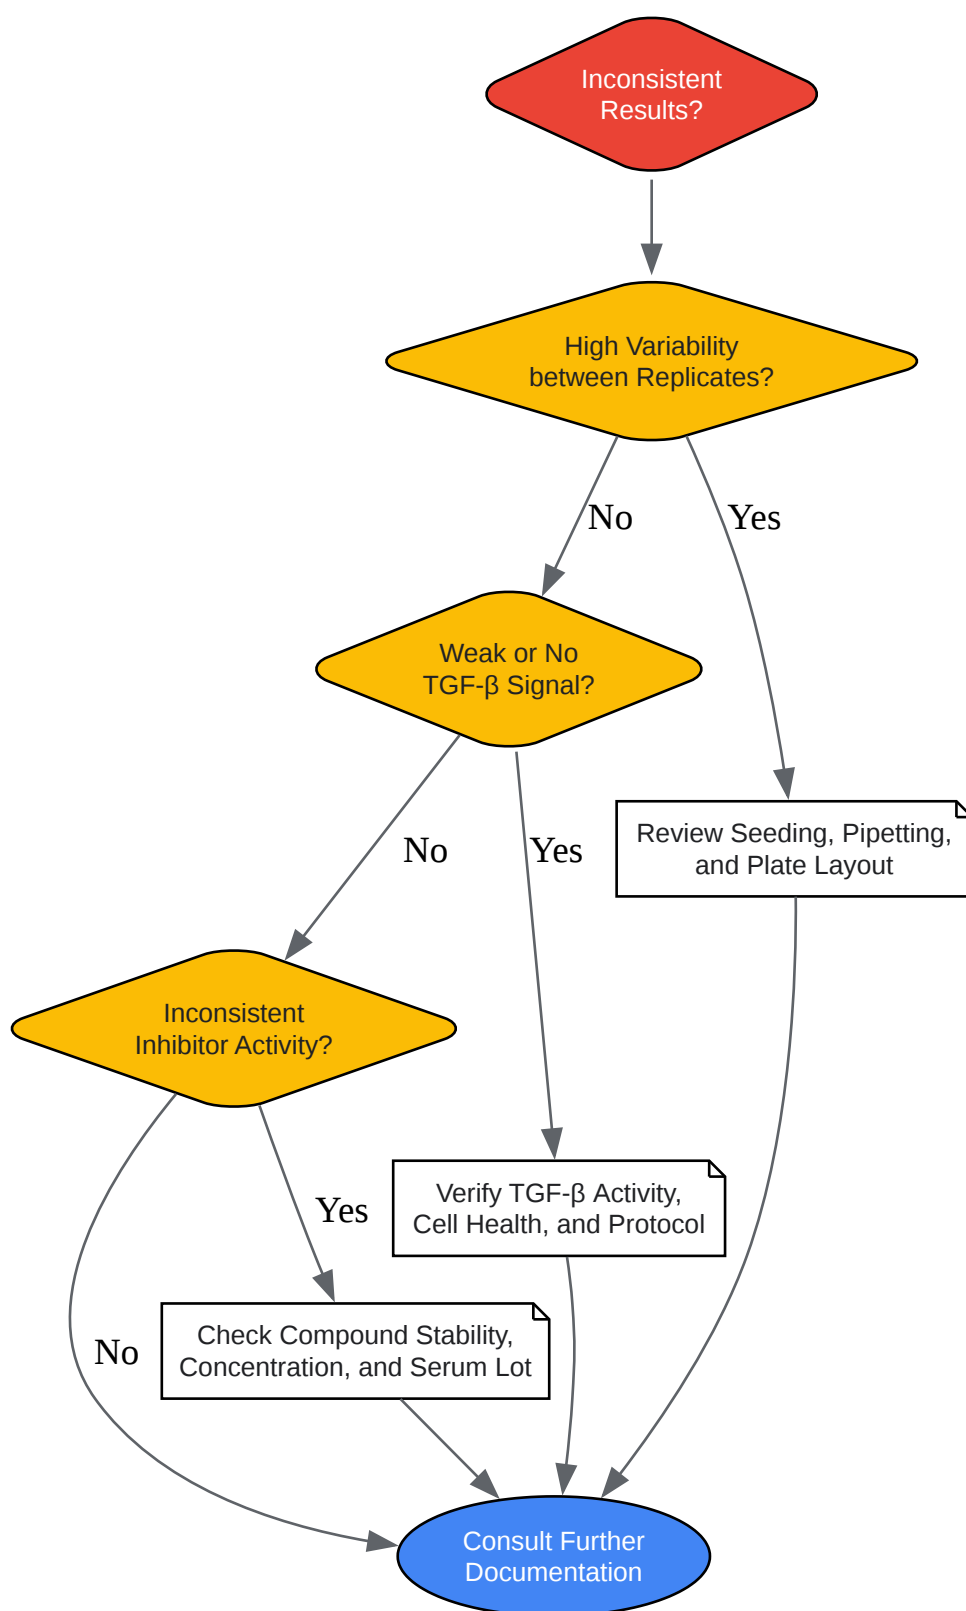 Inconsistent
Results?
High Variability
between Replicates?
No
Yes
Weak or No
TGF-β Signal?
Review Seeding, Pipetting,
and Plate Layout
No
Yes
Inconsistent
Inhibitor Activity?
Verify TGF-β Activity,
Cell Health, and Protocol
Yes
Check Compound Stability,
Concentration, and Serum Lot
No
Consult Further
Documentation